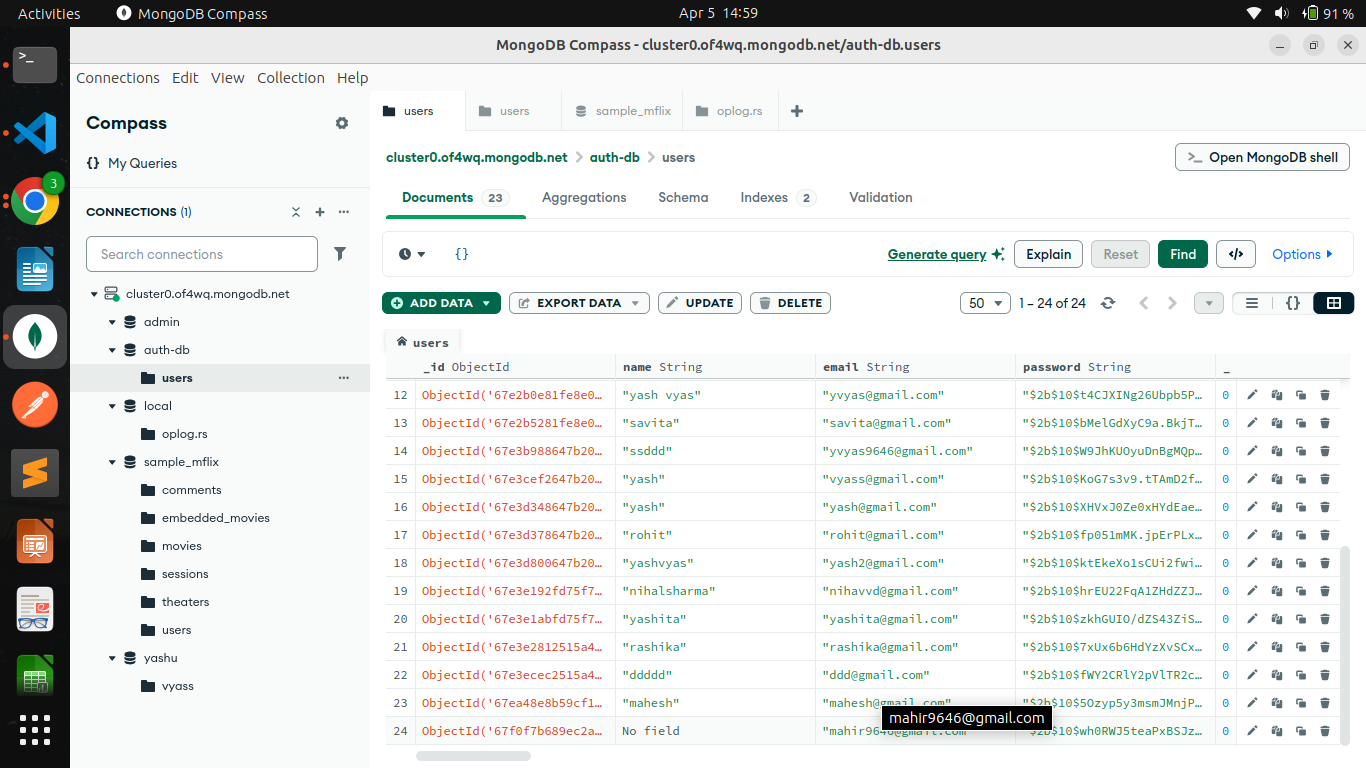 Activities MongoDB Compass Apr 5 14:59 91 %
MongoDB Compass - cluster0.of4wq.mongodb.net/auth-db.users
Connections Edit View Collection Help
Compass
{} My Queries
CONNECTIONS (1)
Search connections
cluster0.of4wq.mongodb.net
admin
auth-db
users
local
oplog.rs
sample_mflix
comments
embedded_movies
movies
sessions
theaters
users
yashu
vyass
3
users users sample_mflix oplog.rs
cluster0.of4wq.mongodb.net > auth-db > users >_ Open MongoDB shell
Documents 23 Aggregations Schema Indexes 2 Validation
{} Generate query Explain Reset Find </> Options
ADD DATA EXPORT DATA UPDATE DELETE 50 1 – 24 of 24 {}
users
_id ObjectId name String email String password String _
12 ObjectId('67e2b0e81fe8e0… "yash vyas" "yvyas@gmail.com" "$2b$10$t4CJXINg26Ubpb5P… 0
13 ObjectId('67e2b5281fe8e0… "savita" "savita@gmail.com" "$2b$10$bMelGdXyC9a.BkjT… 0
14 ObjectId('67e3b988647b20… "ssddd" "yvyas9646@gmail.com" "$2b$10$W9JhKUOyuDnBgMQp… 0
15 ObjectId('67e3cef2647b20… "yash" "vyass@gmail.com" "$2b$10$KoG7s3v9.tTAmD2f… 0
16 ObjectId('67e3d348647b20… "yash" "yash@gmail.com" "$2b$10$XHVxJ0Ze0xHYdEae… 0
17 ObjectId('67e3d378647b20… "rohit" "rohit@gmail.com" "$2b$10$fp051mMK.jpErPLx… 0
18 ObjectId('67e3d800647b20… "yashvyas" "yash2@gmail.com" "$2b$10$ktEkeXo1sCUi2fwi… 0
19 ObjectId('67e3e192fd75f7… "nihalsharma" "nihavvd@gmail.com" "$2b$10$hrEU22FqA1ZHdZZJ… 0
20 ObjectId('67e3e1abfd75f7… "yashita" "yashita@gmail.com" "$2b$10$zkhGUIO/dZS43ZiS… 0
21 ObjectId('67e3e2812515a4… "rashika" "rashika@gmail.com" "$2b$10$7xUx6b6HdYzXvSCx… 0
22 ObjectId('67e3ecec2515a4… "ddddd" "ddd@gmail.com" "$2b$10$fWY2CRlY2pVlTR2c… 0
23 ObjectId('67ea48e8b59cf1… "mahesh" "mahesh@gmail.com" "$2b$10$5Ozyp5y3msmJMnjP… 0
mahir9646@gmail.com
24 ObjectId('67f0f7b689ec2a… No field "mahir9646@gmail.com "$2b$10$wh0RWJ5teaPxBSJz… 0